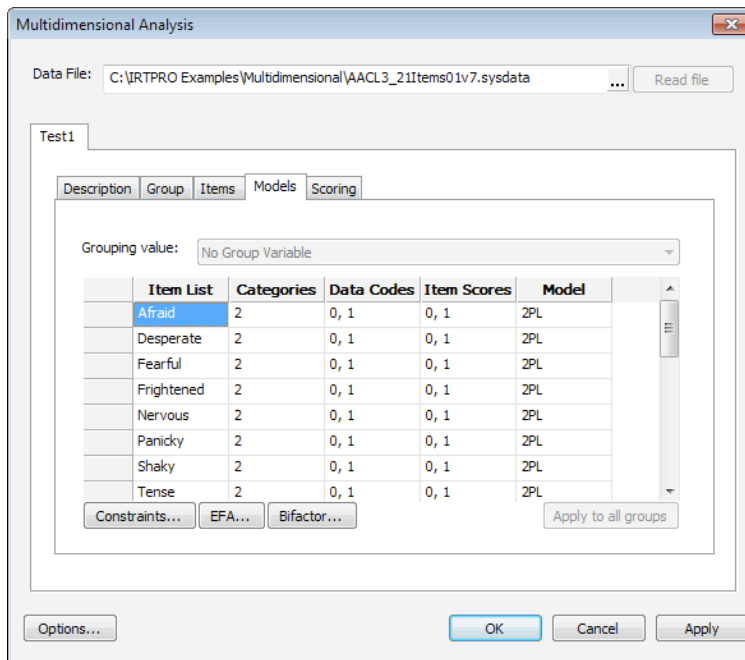 Multidimensional Analysis
Data File: C:\IRTPRO Examples\Multidimensional\AACL3_21Items01v7.sysdata ... Read file
Test1
Description Group Items Models Scoring
Grouping value: No Group Variable
Item List Categories Data Codes Item Scores Model
Afraid 2 0, 1 0, 1 2PL
Desperate 2 0, 1 0, 1 2PL
Fearful 2 0, 1 0, 1 2PL
Frightened 2 0, 1 0, 1 2PL
Nervous 2 0, 1 0, 1 2PL
Panicky 2 0, 1 0, 1 2PL
Shaky 2 0, 1 0, 1 2PL
Tense 2 0, 1 0, 1 2PL
Constraints... EFA... Bifactor... Apply to all groups
Options... OK Cancel Apply